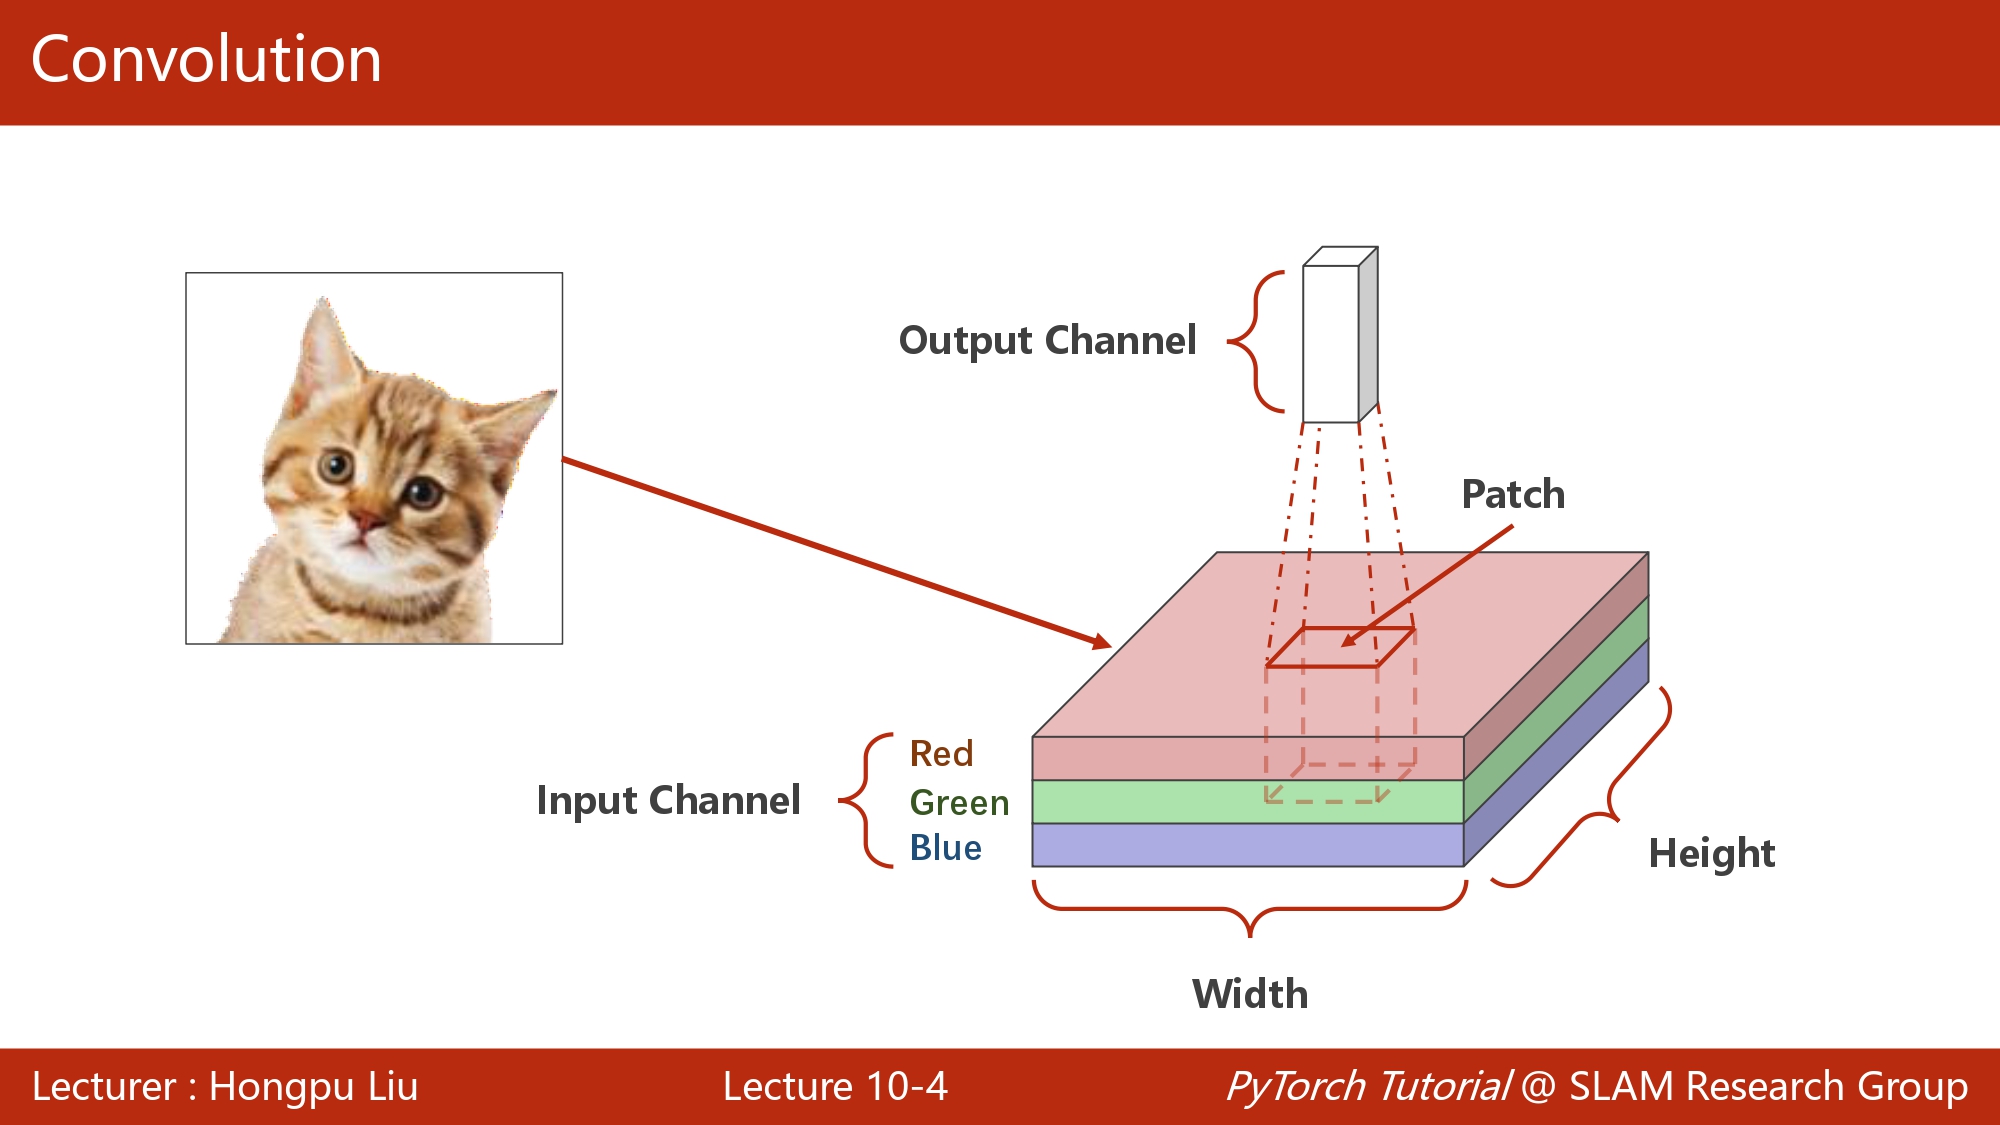 Convolution
Output Channel
Patch
Input Channel
Red
Green
Blue
Height
Width
Lecturer : Hongpu Liu
Lecture 10-4
PyTorch Tutorial @ SLAM Research Group